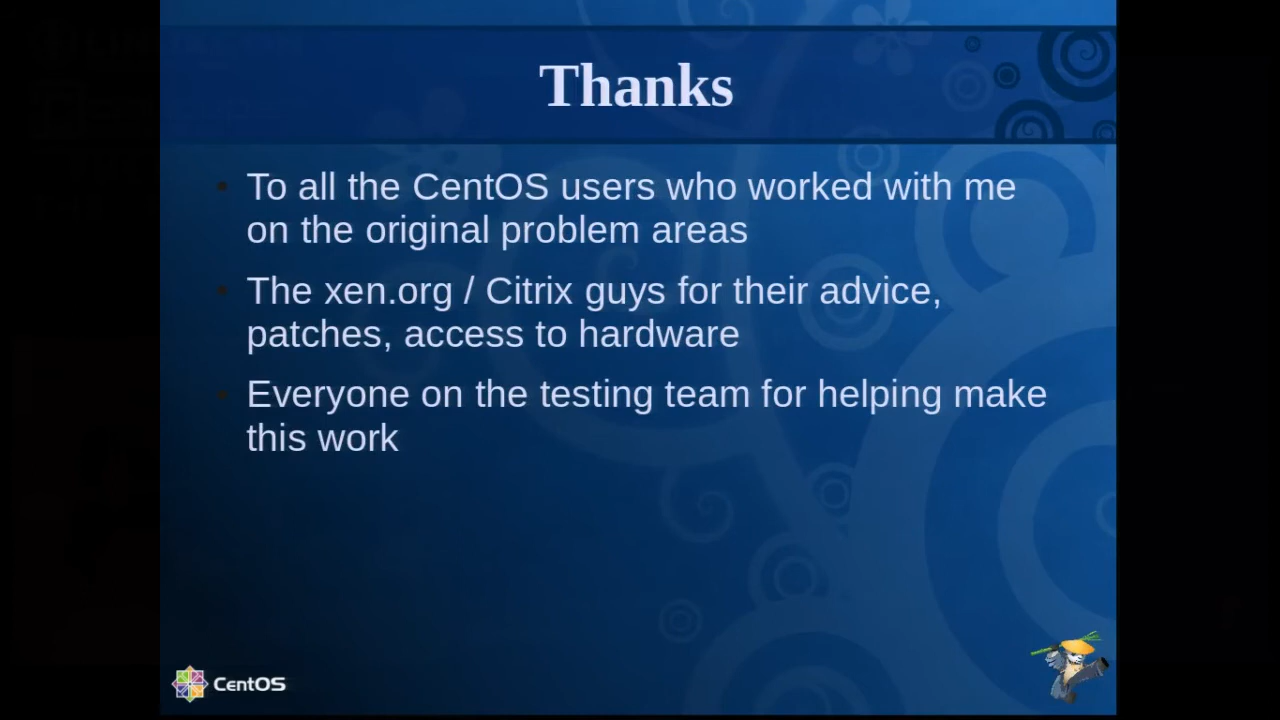 Thanks
To all the CentOS users who worked with me
on the original problem areas
The xen.org / Citrix guys for their advice,
patches, access to hardware
Everyone on the testing team for helping make
this work
CentOS